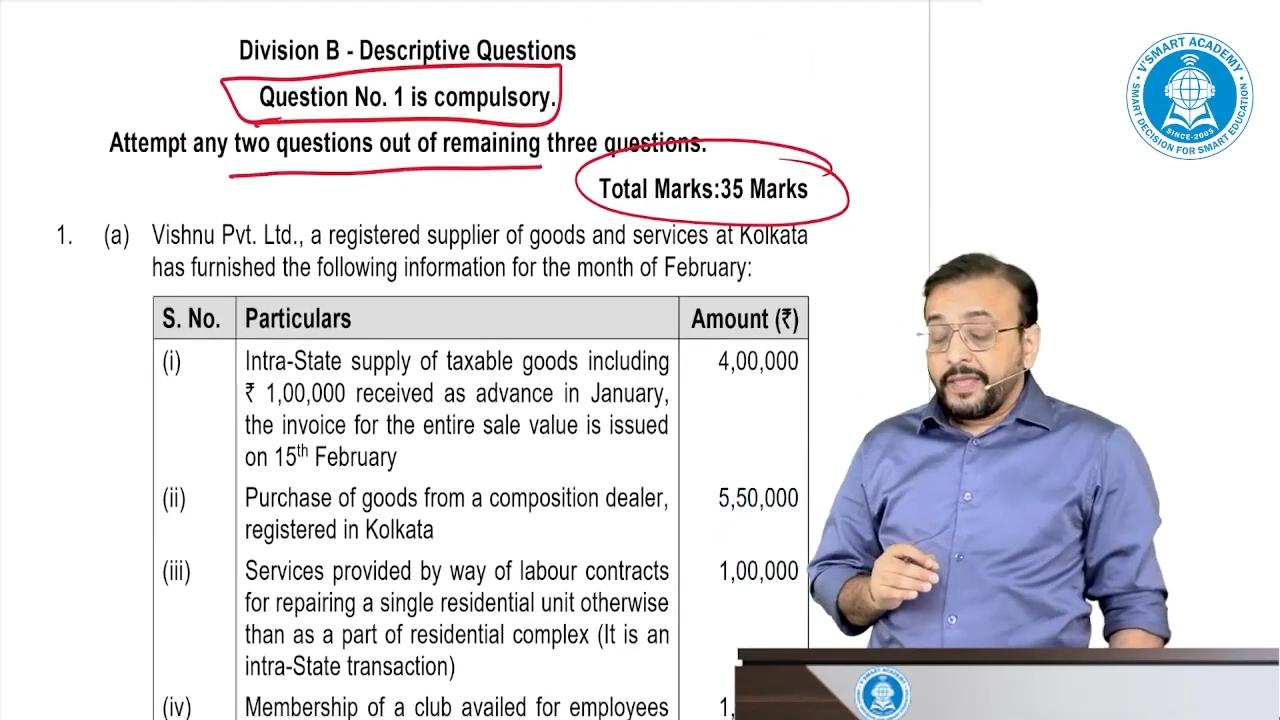 Division B - Descriptive Questions
Question No. 1 is compulsory.
Attempt any two questions out of remaining three questions.
Total Marks:35 Marks
1. (a) Vishnu Pvt. Ltd., a registered supplier of goods and services at Kolkata
has furnished the following information for the month of February:
S. No. Particulars Amount (₹)
(i) Intra-State supply of taxable goods including 4,00,000
₹ 1,00,000 received as advance in January,
the invoice for the entire sale value is issued
on 15th February
(ii) Purchase of goods from a composition dealer, 5,50,000
registered in Kolkata
(iii) Services provided by way of labour contracts 1,00,000
for repairing a single residential unit otherwise
than as a part of residential complex (It is an
intra-State transaction)
(iv) Membership of a club availed for employees 1,
V'SMART ACADEMY
SMART DECISION FOR SMART EDUCATION
SINCE-2005